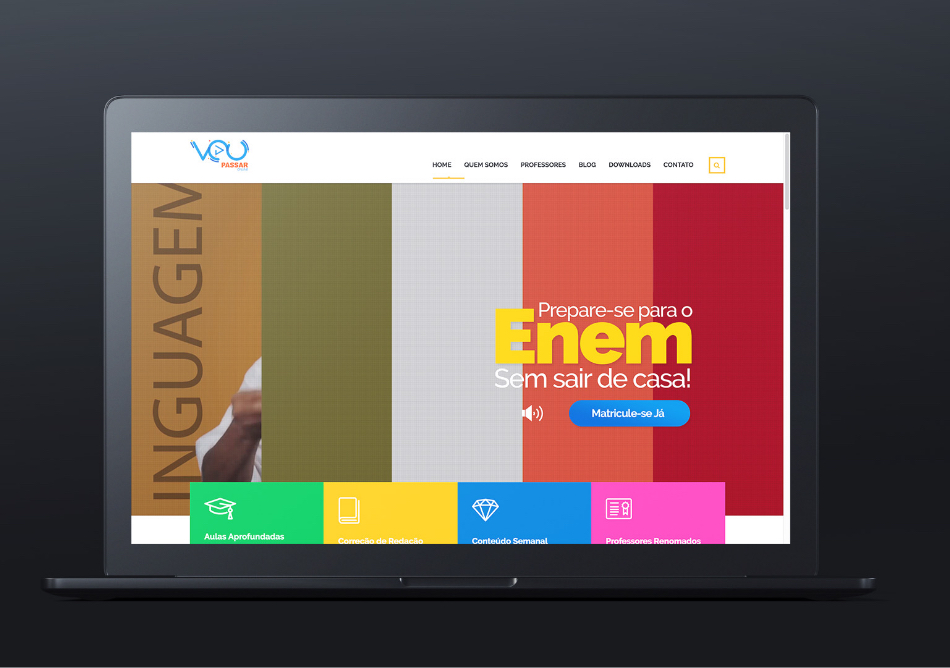 VOU
PASSAR
HOME QUEM SOMOS PROFESSORES BLOG DOWNLOADS CONTATO
INGUAGEM
Prepare-se para o
Enem
Sem sair de casa!
Matricule-se Já
Aulas Aprofundadas
Correção de Redação
Conteúdo Semanal
Professores Renomados